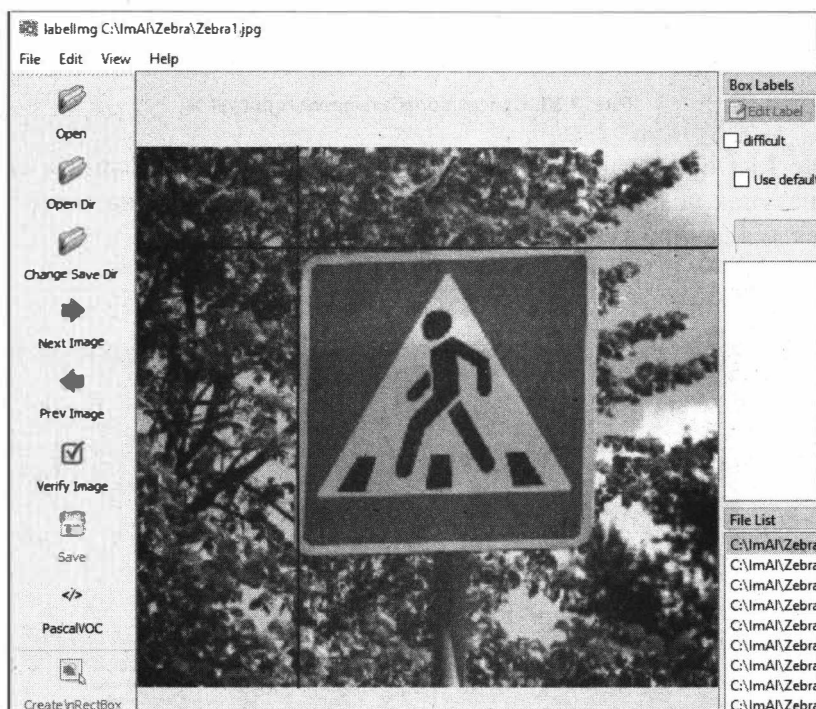 labelImg C:\ImAI\Zebra\Zebra1.jpg
File Edit View Help
Open
Open Dir
Change Save Dir
Next Image
Prev Image
Verify Image
Save
</>
PascalVOC
Create\nRectBox
Box Labels
Edit Label
difficult
Use default
File List
C:\ImAI\Zebra
C:\ImAI\Zebra
C:\ImAI\Zebra
C:\ImAI\Zebra
C:\ImAI\Zebra
C:\ImAI\Zebra
C:\ImAI\Zebra
C:\ImAI\Zebra
C:\ImAI\Zebra